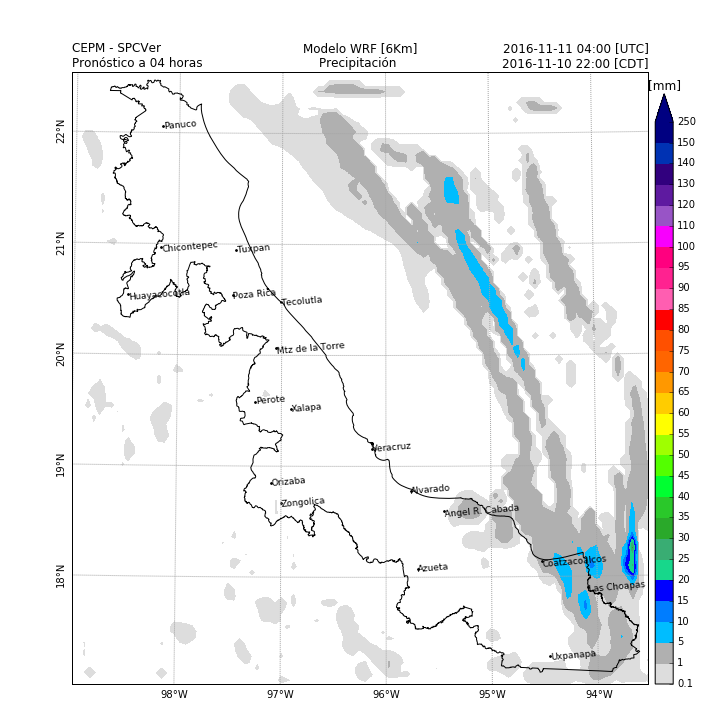 CEPM - SPCVer Modelo WRF [6Km] 2016-11-11 04:00 [UTC]
Pronóstico a 04 horas Precipitación 2016-11-10 22:00 [CDT]
[mm]
250
150
140
130
120
110
100
95
90
85
80
75
70
65
60
55
50
45
40
35
30
25
20
15
10
5
1
0.1
22°N
21°N
20°N
19°N
18°N
Panuco
Chicontepec
Tuxpan
Huayacocotla
Poza Rica
Tecolutla
Mtz de la Torre
Perote
Xalapa
Veracruz
Orizaba
Alvarado
Zongolica
Angel R. Cabada
Azueta
Coatzacoalcos
Las Choapas
Uxpanapa
98°W 97°W 96°W 95°W 94°W